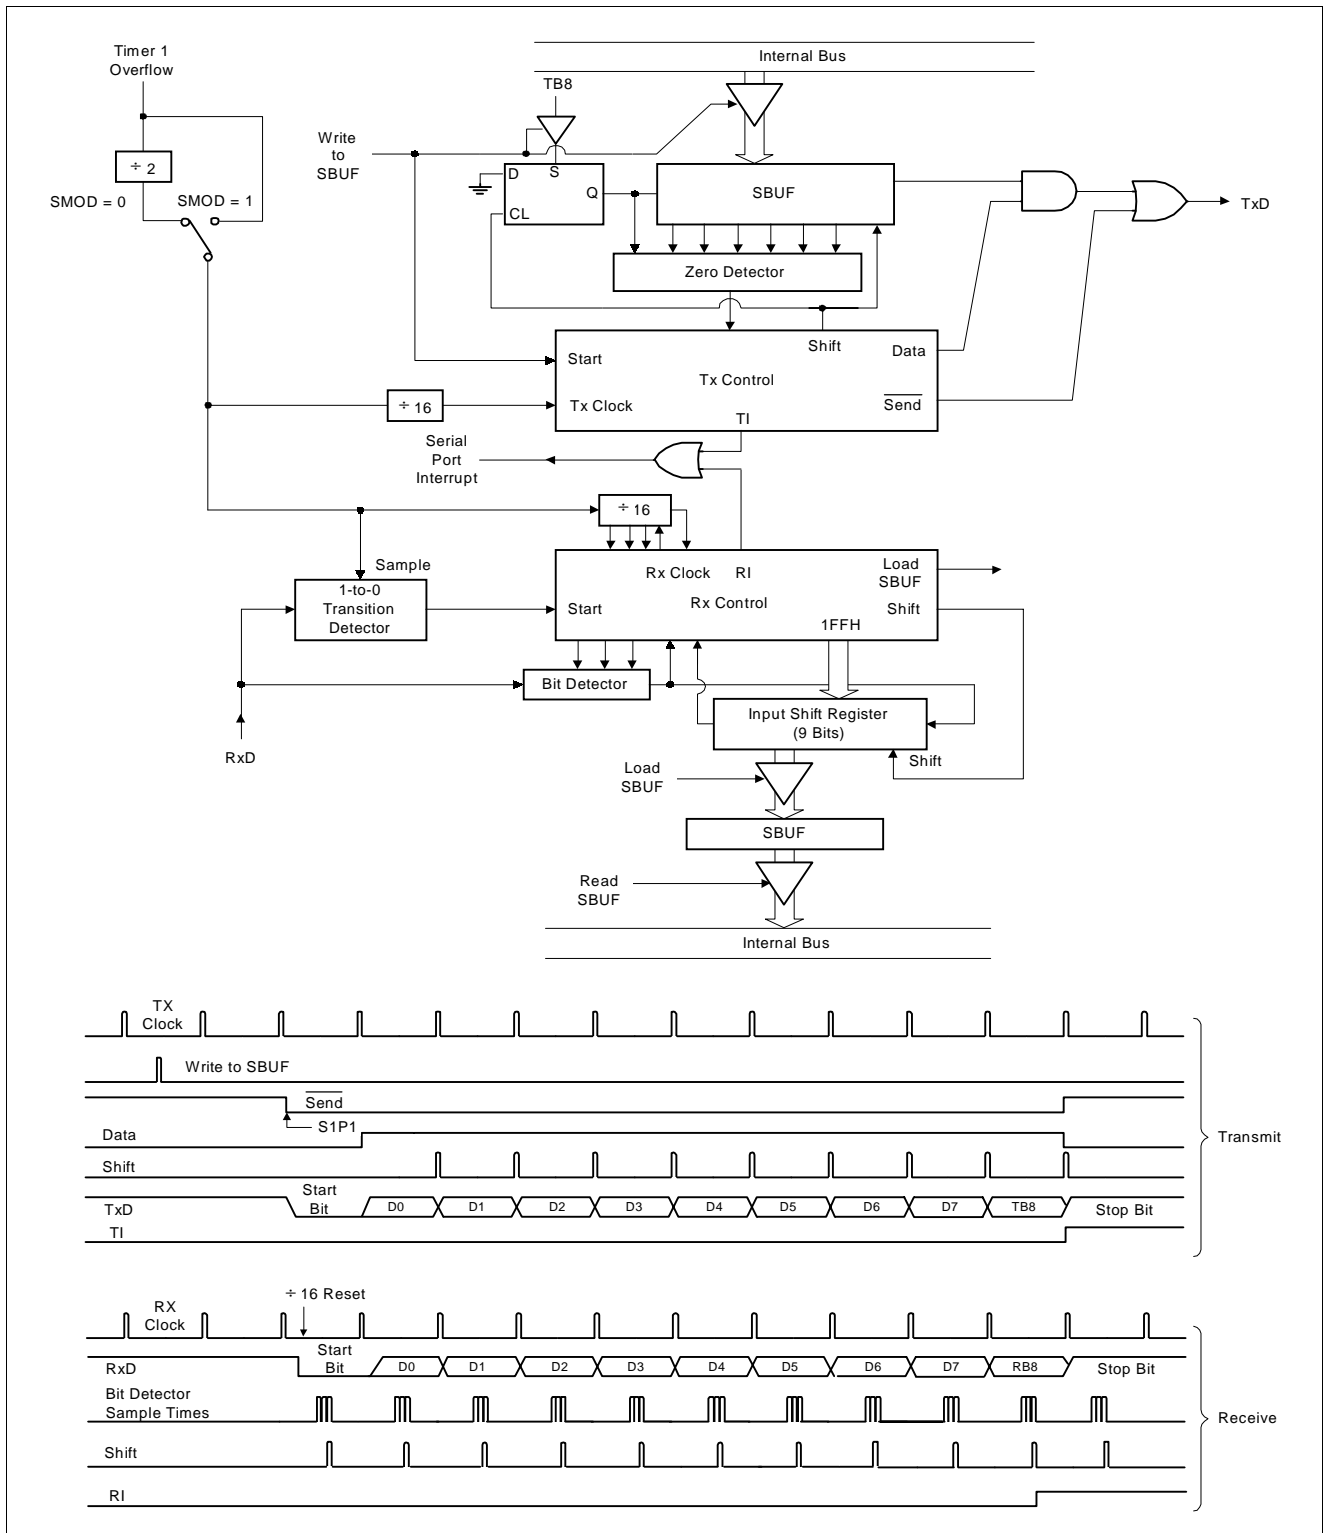 Timer 1
Overflow
Internal Bus
TB8
Write
to
SBUF
÷ 2
SMOD = 0
SMOD = 1
D
S
Q
CL
SBUF
TxD
Zero Detector
Shift
Start
Data
Tx Control
÷ 16
Tx Clock
Send
TI
Serial
Port
Interrupt
÷ 16
Sample
Rx Clock
RI
Load
SBUF
1-to-0
Transition
Detector
Start
Rx Control
Shift
1FFH
Bit Detector
Input Shift Register
(9 Bits)
RxD
Shift
Load
SBUF
SBUF
Read
SBUF
Internal Bus
TX
Clock
Write to SBUF
Send
S1P1
Data
Transmit
Shift
Start
Bit
TxD
D0
D1
D2
D3
D4
D5
D6
D7
TB8
Stop Bit
TI
÷ 16 Reset
RX
Clock
Start
Bit
RxD
D0
D1
D2
D3
D4
D5
D6
D7
RB8
Stop Bit
Bit Detector
Sample Times
Receive
Shift
RI